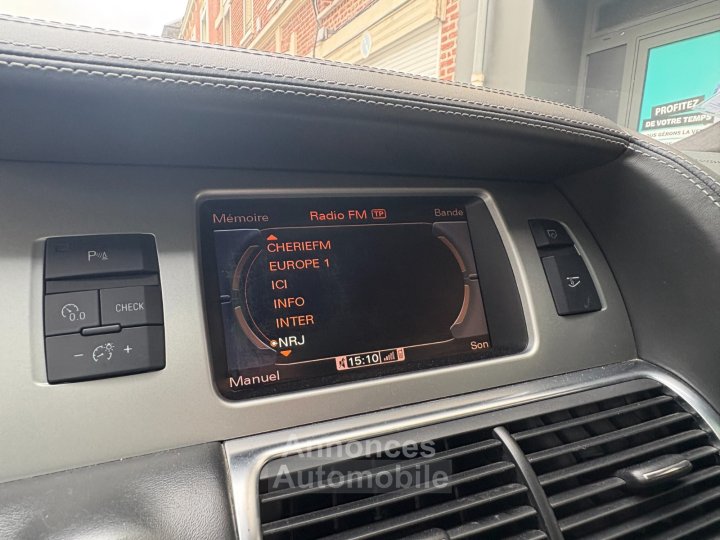 PROFITEZ
DE VOTRE TEMPS
Mémoire
Radio FM TP
Bande
CHERIEFM
EUROPE 1
ICI
INFO
INTER
NRJ
Manuel
15:10
Son
P
0.0
CHECK
- +
Annonces
Automobile